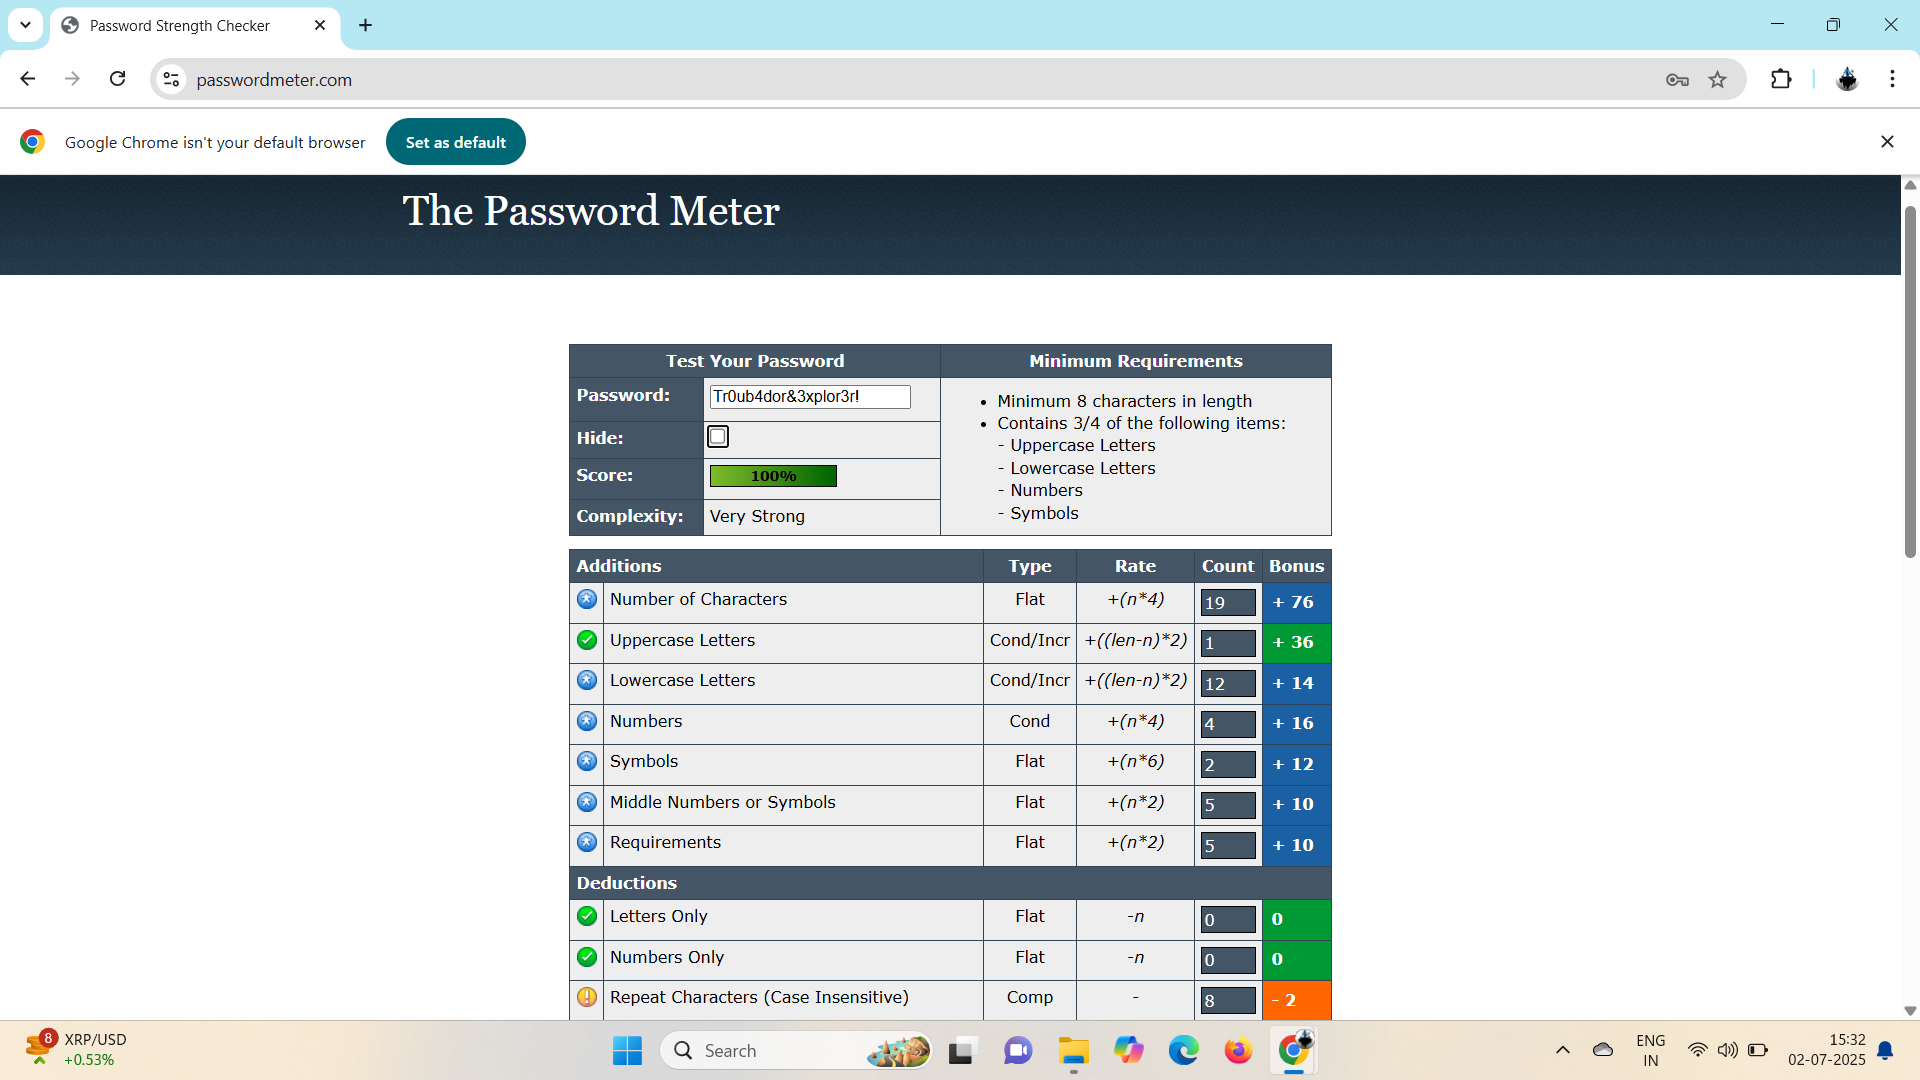 Password Strength Checker
passwordmeter.com
Google Chrome isn't your default browser
Set as default
The Password Meter
Test Your Password
Minimum Requirements
Password:
Tr0ub4dor&3xplor3r!
Hide:
Score:
100%
Complexity:
Very Strong
• Minimum 8 characters in length
• Contains 3/4 of the following items:
- Uppercase Letters
- Lowercase Letters
- Numbers
- Symbols
Additions Type Rate Count Bonus
Number of Characters Flat +(n*4) 19 + 76
Uppercase Letters Cond/Incr +((len-n)*2) 1 + 36
Lowercase Letters Cond/Incr +((len-n)*2) 12 + 14
Numbers Cond +(n*4) 4 + 16
Symbols Flat +(n*6) 2 + 12
Middle Numbers or Symbols Flat +(n*2) 5 + 10
Requirements Flat +(n*2) 5 + 10
Deductions
Letters Only Flat -n 0 0
Numbers Only Flat -n 0 0
Repeat Characters (Case Insensitive) Comp - 8 - 2
8
XRP/USD
+0.53%
Search
ENG
IN
15:32
02-07-2025